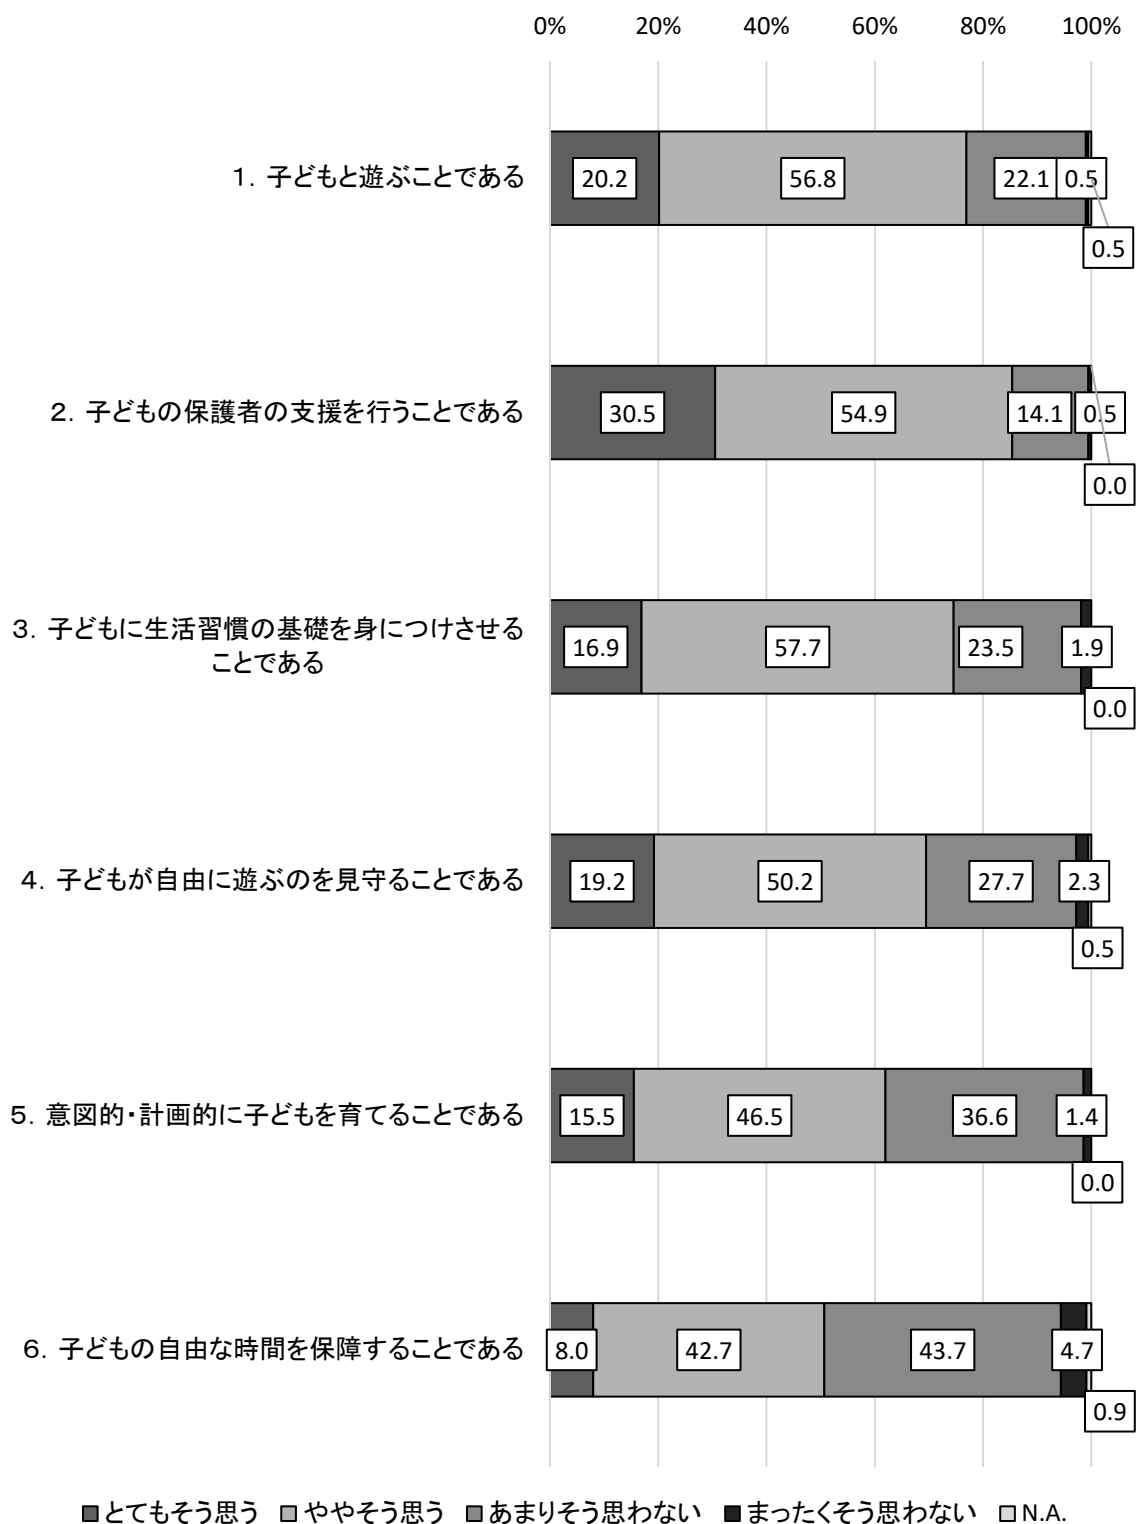 0% 20% 40% 60% 80% 100%
1．子どもと遊ぶことである
20.2 56.8 22.1 0.5
0.5
2．子どもの保護者の支援を行うことである
30.5 54.9 14.1 0.5
0.0
3．子どもに生活習慣の基礎を身につけさせる
ことである
16.9 57.7 23.5 1.9
0.0
4．子どもが自由に遊ぶのを見守ることである
19.2 50.2 27.7 2.3
0.5
5．意図的・計画的に子どもを育てることである
15.5 46.5 36.6 1.4
0.0
6．子どもの自由な時間を保障することである
8.0 42.7 43.7 4.7
0.9
とてもそう思う ややそう思う あまりそう思わない まったくそう思わない N.A.